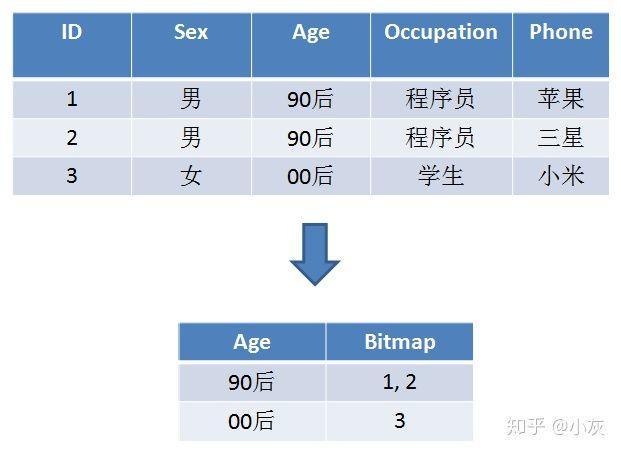 ID Sex Age Occupation Phone
1 男 90后 程序员 苹果
2 男 90后 程序员 三星
3 女 00后 学生 小米
Age Bitmap
90后 1, 2
00后 3
知乎 @小灰